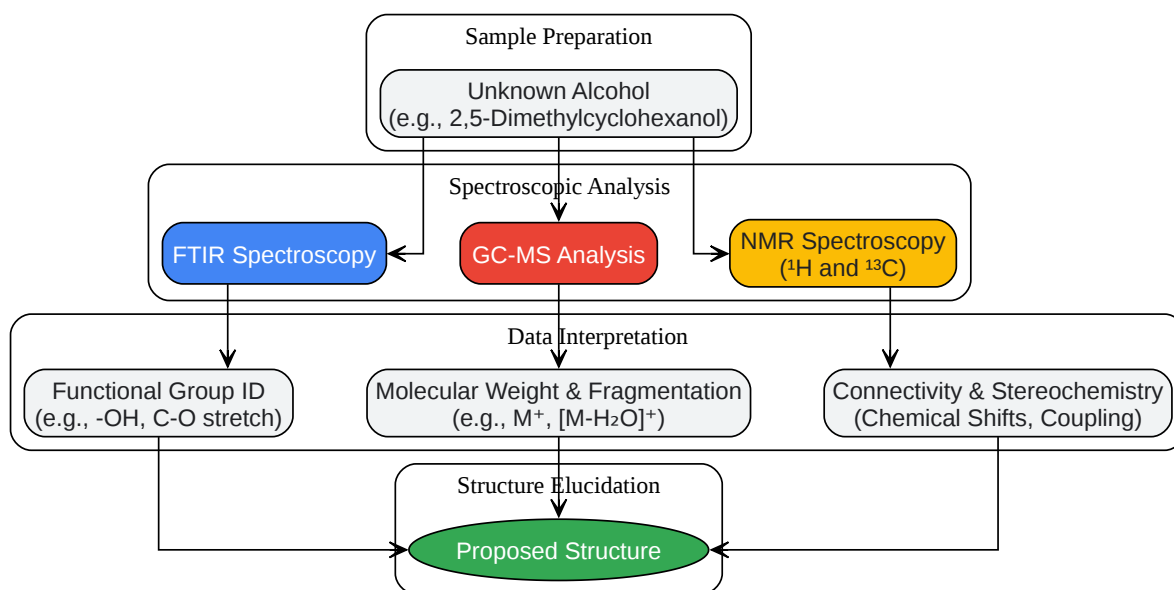 Sample Preparation
Unknown Alcohol
(e.g., 2,5-Dimethylcyclohexanol)
Spectroscopic Analysis
FTIR Spectroscopy
GC-MS Analysis
NMR Spectroscopy
(¹H and ¹³C)
Data Interpretation
Functional Group ID
(e.g., -OH, C-O stretch)
Molecular Weight & Fragmentation
(e.g., M⁺, [M-H₂O]⁺)
Connectivity & Stereochemistry
(Chemical Shifts, Coupling)
Structure Elucidation
Proposed Structure